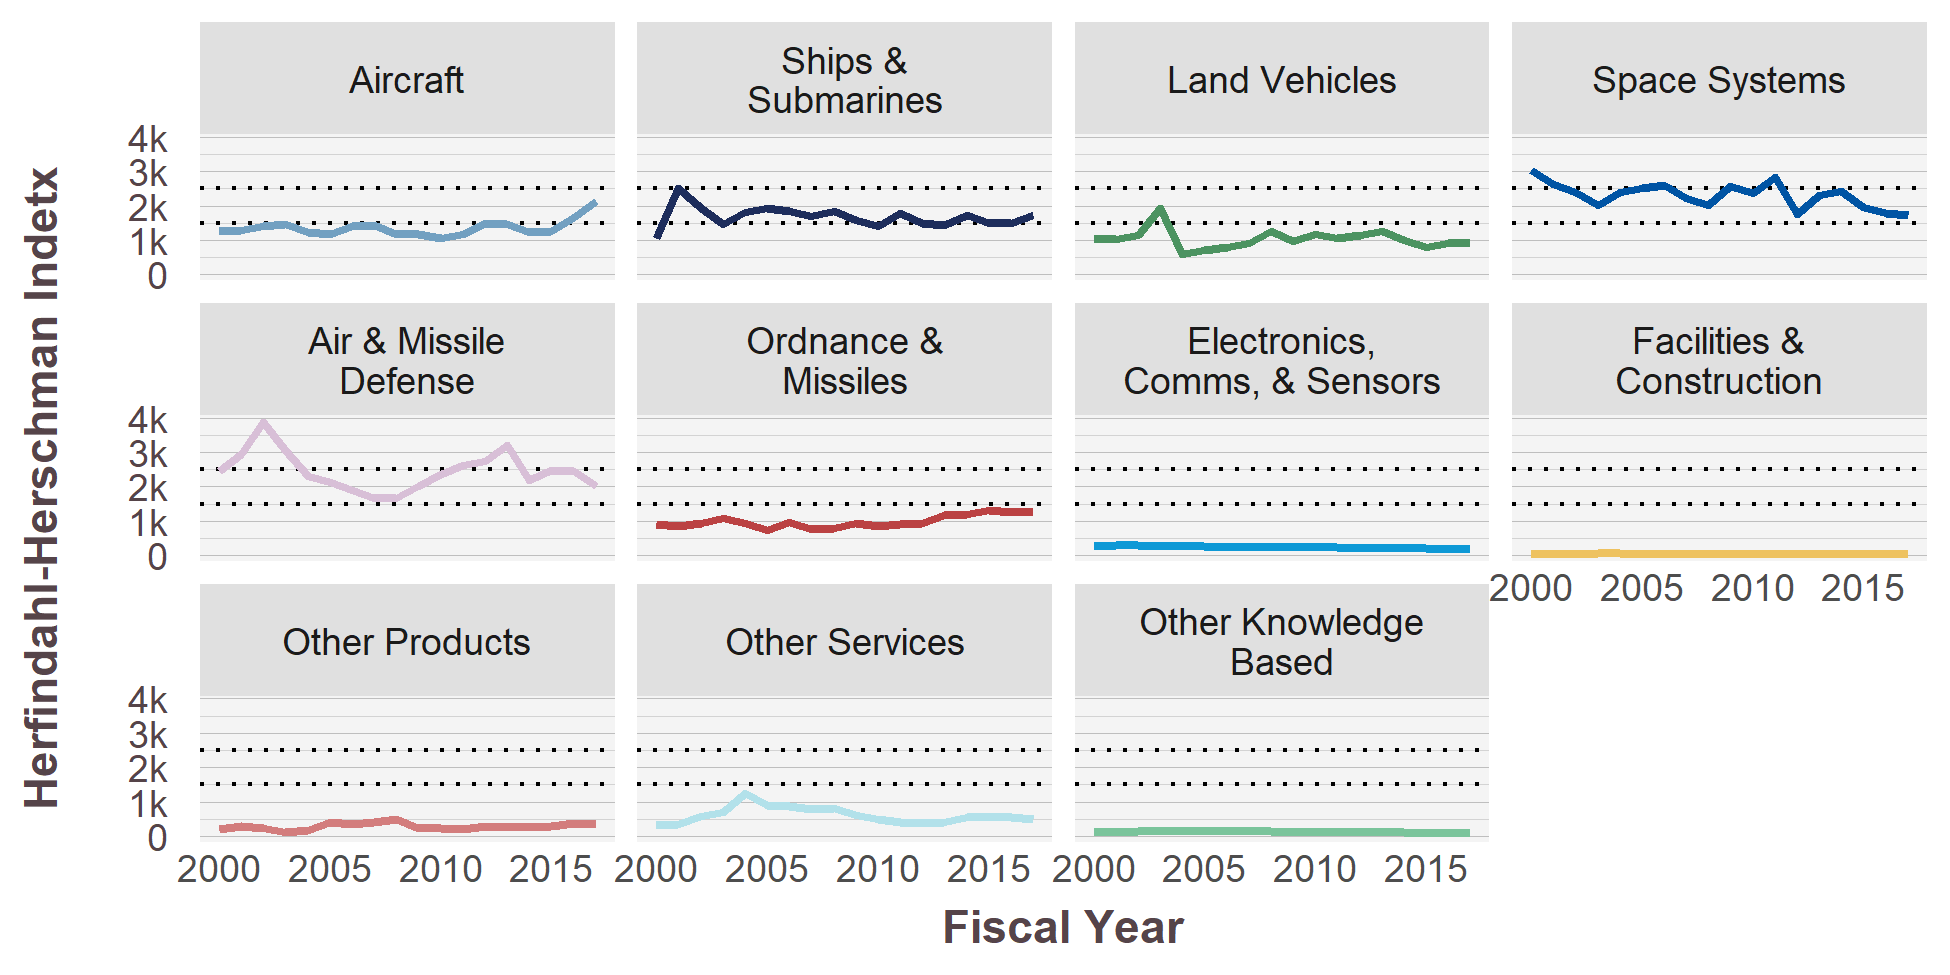 Herfindahl-Herschman Indetx
Aircraft
Ships &
Submarines
Land Vehicles
Space Systems
4k
3k
2k
1k
0
Air & Missile
Defense
Ordnance &
Missiles
Electronics,
Comms, & Sensors
Facilities &
Construction
4k
3k
2k
1k
0
2000 2005 2010 2015
Other Products
Other Services
Other Knowledge
Based
4k
3k
2k
1k
0
2000 2005 2010 2015 2000 2005 2010 2015 2000 2005 2010 2015
Fiscal Year